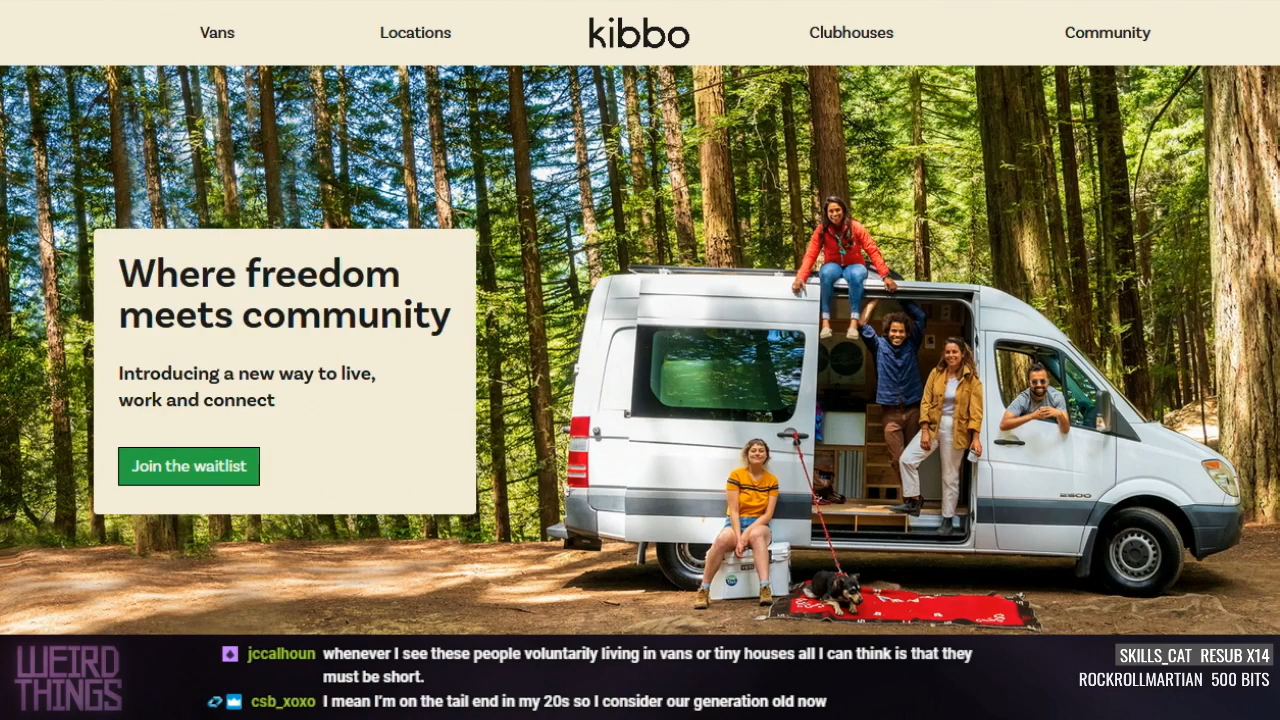 Vans Locations kibbo Clubhouses Community
Where freedom
meets community
Introducing a new way to live,
work and connect
Join the waitlist
2500
WEIRD
THINGS
jccalhoun whenever I see these people voluntarily living in vans or tiny houses all I can think is that they
must be short.
csb_xoxo I mean I'm on the tail end in my 20s so I consider our generation old now
SKILLS_CAT RESUB X14
ROCKROLLMARTIAN 500 BITS